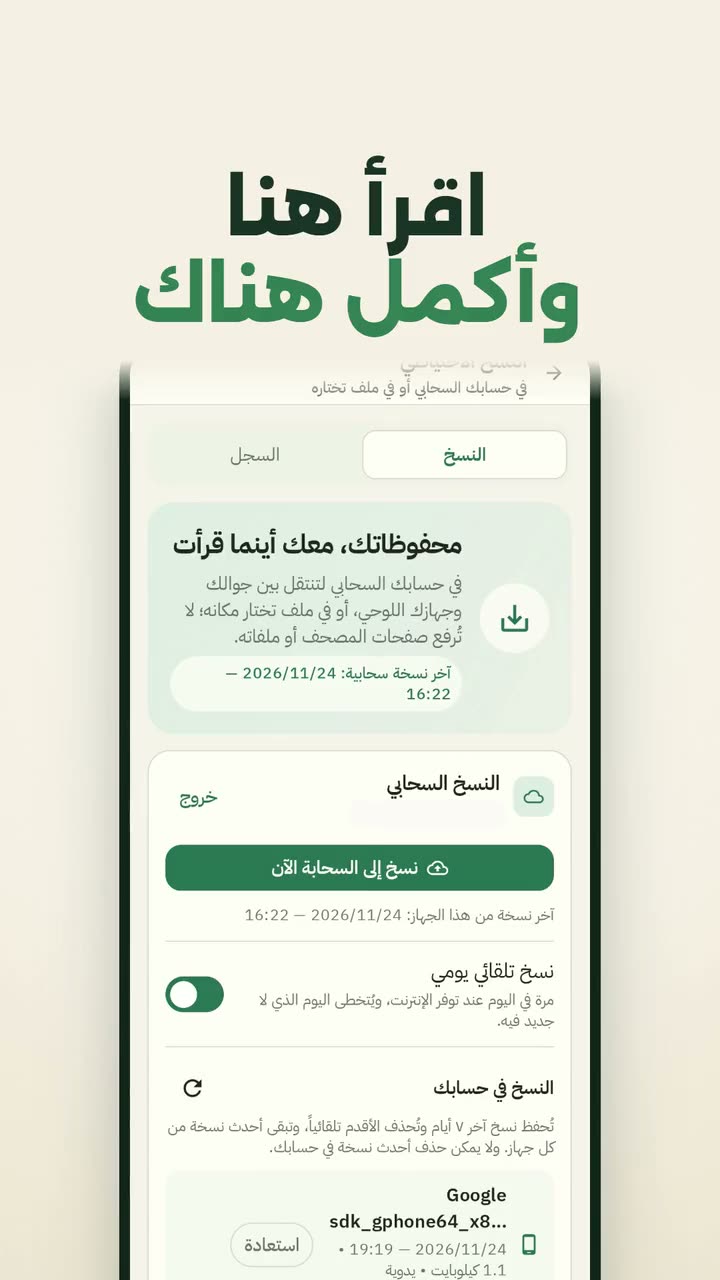 اقرأ هنا
وأكمل هناك
النسخ الاحتياطي
في حسابك السحابي أو في ملف تختاره
النسخ
السجل
محفوظاتك، معك أينما قرأت
في حسابك السحابي لتنتقل بين جوالك
وجهازك اللوحي، أو في ملف تختار مكانه؛ لا
تُرفع صفحات المصحف أو ملفاته.
آخر نسخة سحابية: 2026/11/24 —
16:22
النسخ السحابي
خروج
نسخ إلى السحابة الآن
آخر نسخة من هذا الجهاز: 2026/11/24 — 16:22
نسخ تلقائي يومي
مرة في اليوم عند توفر الإنترنت، ويُتخطى اليوم الذي لا
جديد فيه.
النسخ في حسابك
تُحفظ نسخ آخر ٧ أيام وتُحذف الأقدم تلقائياً، وتبقى أحدث نسخة من
كل جهاز. ولا يمكن حذف أحدث نسخة في حسابك.
Google
sdk_gphone64_x8...
2026/11/24 — 19:19 •
1.1 كيلوبايت • يدوية
استعادة